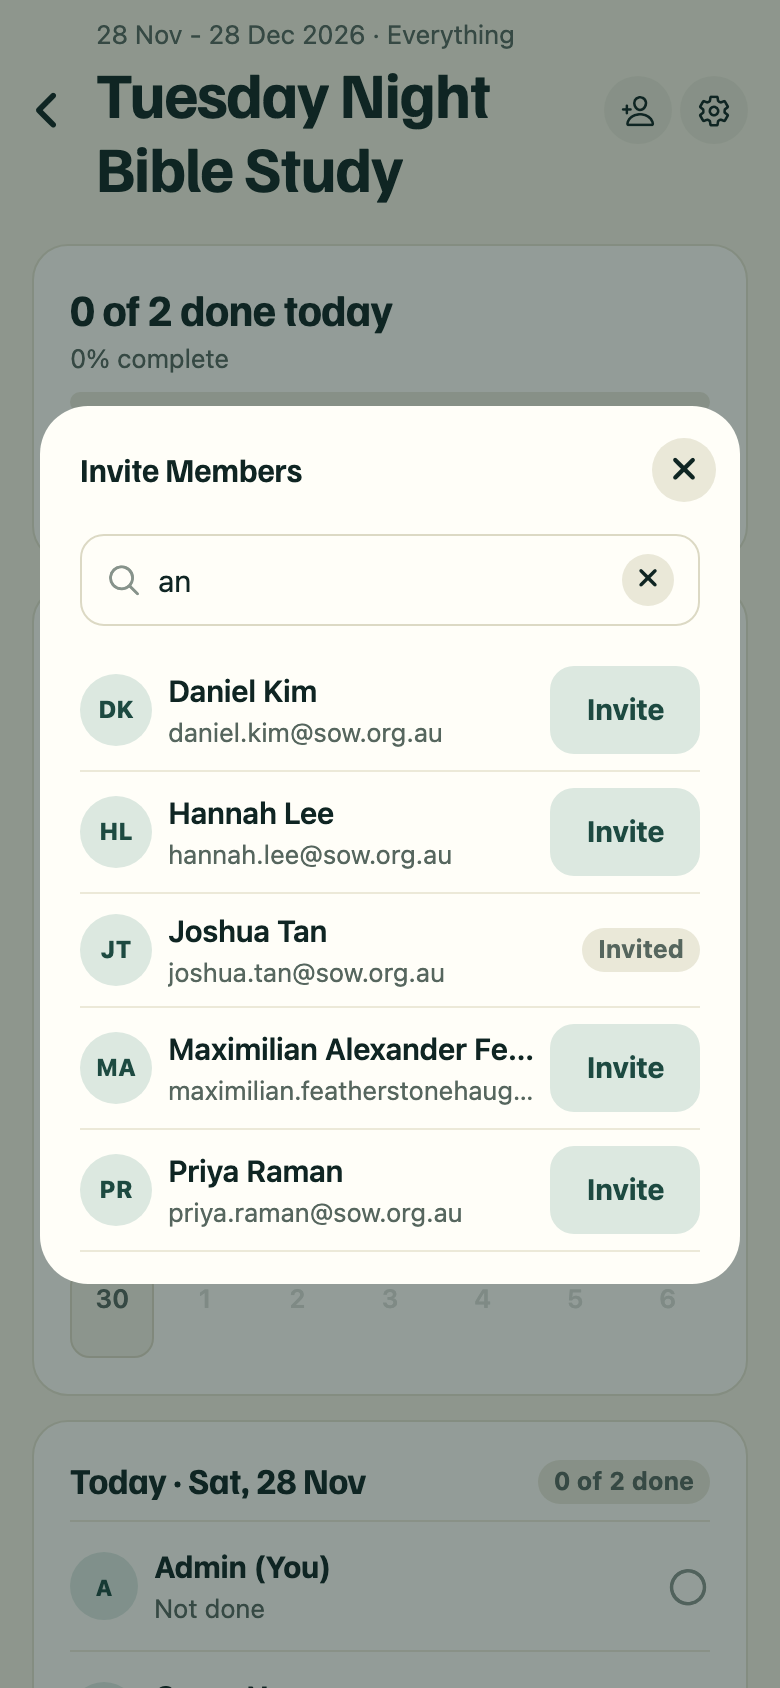 28 Nov - 28 Dec 2026 · Everything
Tuesday Night
Bible Study
0 of 2 done today
0% complete
Invite Members
an
DK
Daniel Kim
daniel.kim@sow.org.au
Invite
HL
Hannah Lee
hannah.lee@sow.org.au
Invite
JT
Joshua Tan
joshua.tan@sow.org.au
Invited
MA
Maximilian Alexander Fe...
maximilian.featherstonehaug...
Invite
PR
Priya Raman
priya.raman@sow.org.au
Invite
30 1 2 3 4 5 6
Today · Sat, 28 Nov
0 of 2 done
A
Admin (You)
Not done